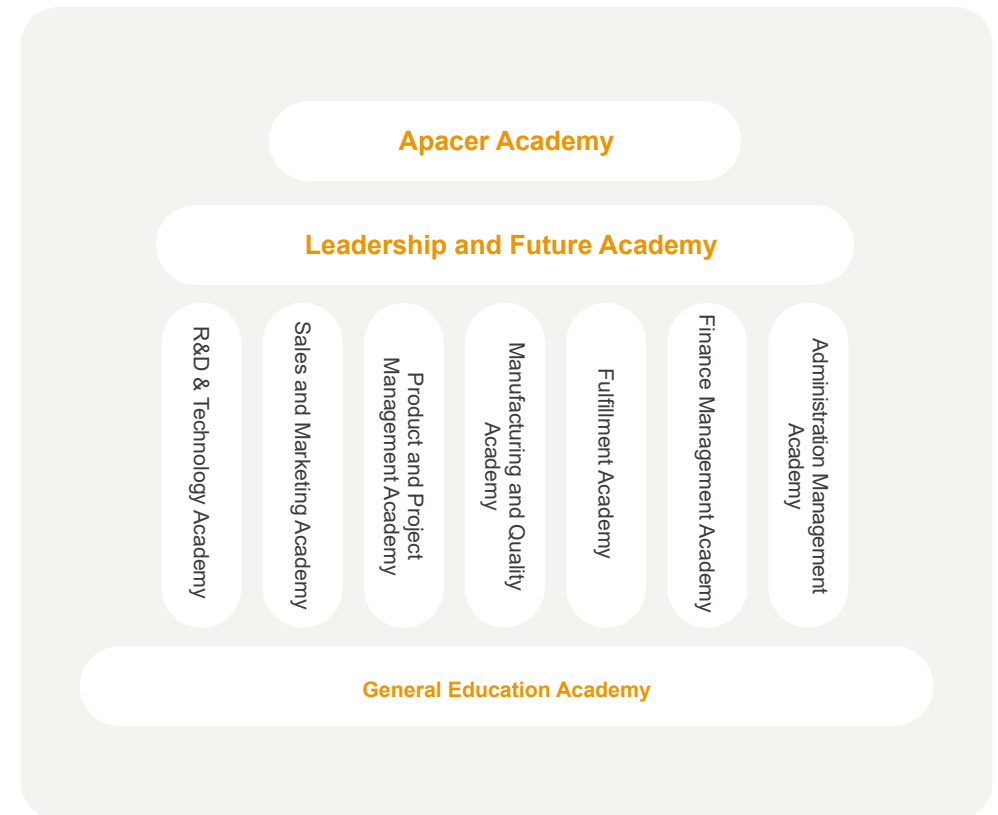 Apacer Academy
Leadership and Future Academy
R&D & Technology Academy
Sales and Marketing Academy
Product and Project
Management Academy
Manufacturing and Quality
Academy
Fulfillment Academy
Finance Management Academy
Administration Management
Academy
General Education Academy